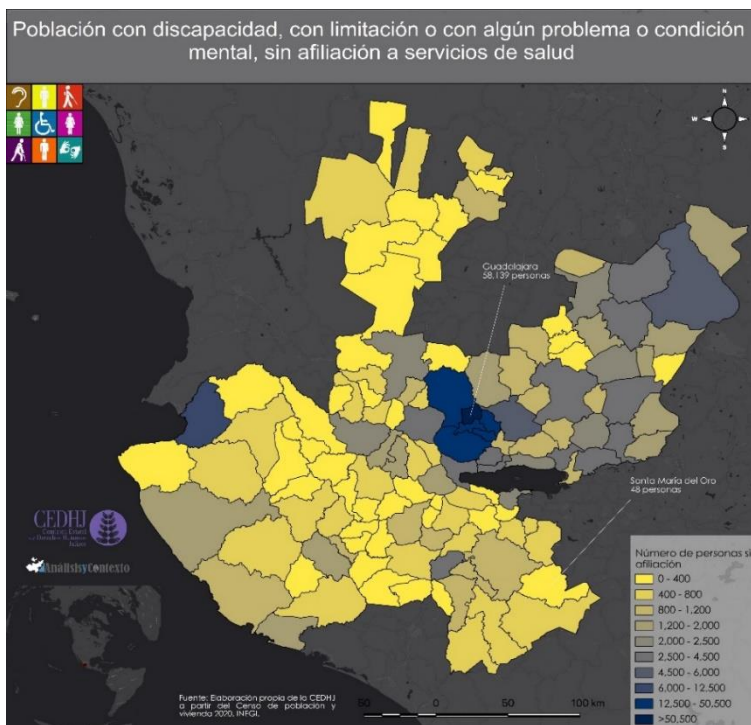 Población con discapacidad, con limitación o con algún problema o condición
mental, sin afiliación a servicios de salud
N
W
E
S
Guadalajara
58,139 personas
Santa María del Oro
48 personas
CEDHJ
AnálisisyContexto
Número de personas si
afiliación
0 - 400
400 - 800
800 - 1,200
1,200 - 2,000
2,000 - 2,500
2,500 - 4,500
4,500 - 6,000
6,000 - 12,500
12,500 - 50,500
>50,500
Fuente: Elaboración propia de la CEDHJ
a partir del Censo de población y
vivienda 2020, INEGI.
50 0 50 100 km